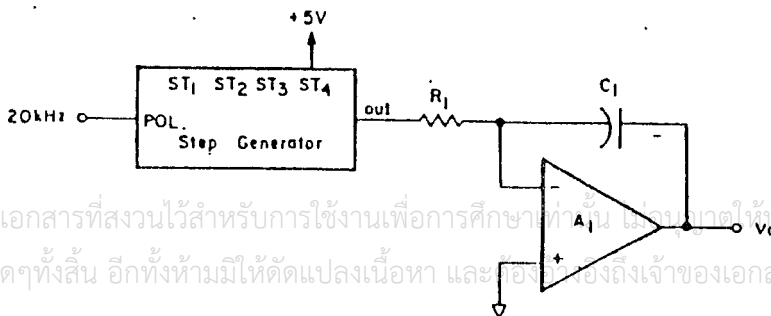 +5V
ST1 ST2 ST3 ST4
20kHz
POL.
out
Step Generator
R1
C1
-
-
A1
+
เอกสารที่สงวนไว้สำหรับการใช้งานเพื่อการศึกษาเท่านั้น ไม่อนุญาตให้
ดๆทั้งสิ้น อีกทั้งห้ามมิให้ดัดแปลงเนื้อหา และต้องอ้างอิงถึงเจ้าของเอกส